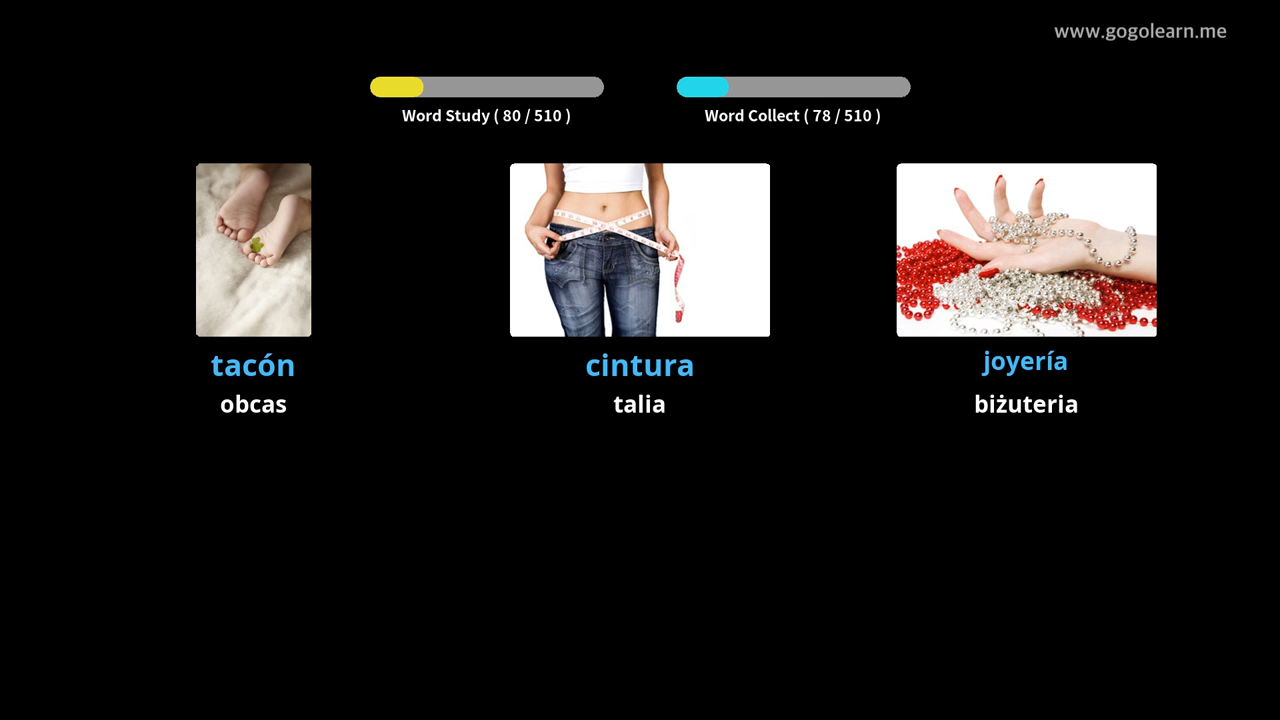 www.gogolearn.me
Word Study ( 80 / 510 )
Word Collect ( 78 / 510 )
tacón
cintura
joyería
obcas
talia
biżuteria